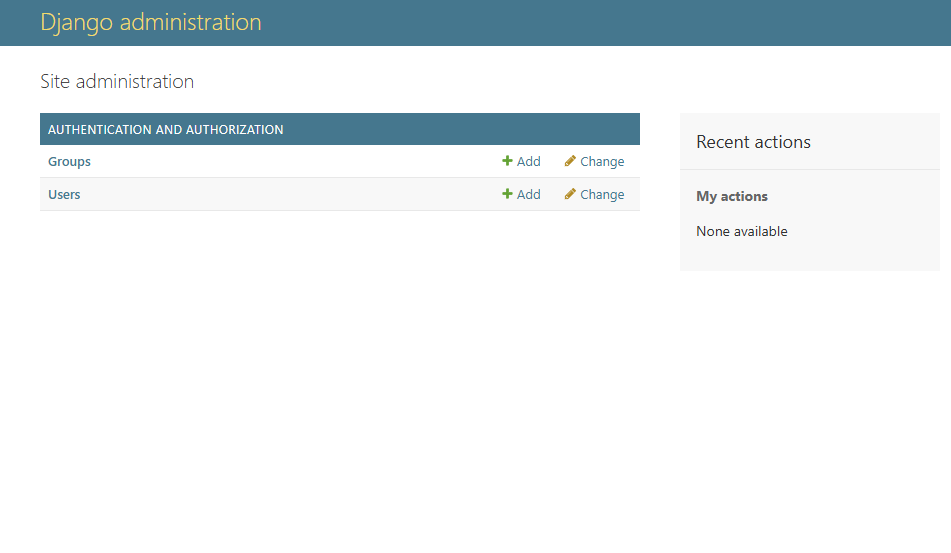 Django administration
Site administration
AUTHENTICATION AND AUTHORIZATION
Groups Add Change
Users Add Change
Recent actions
My actions
None available